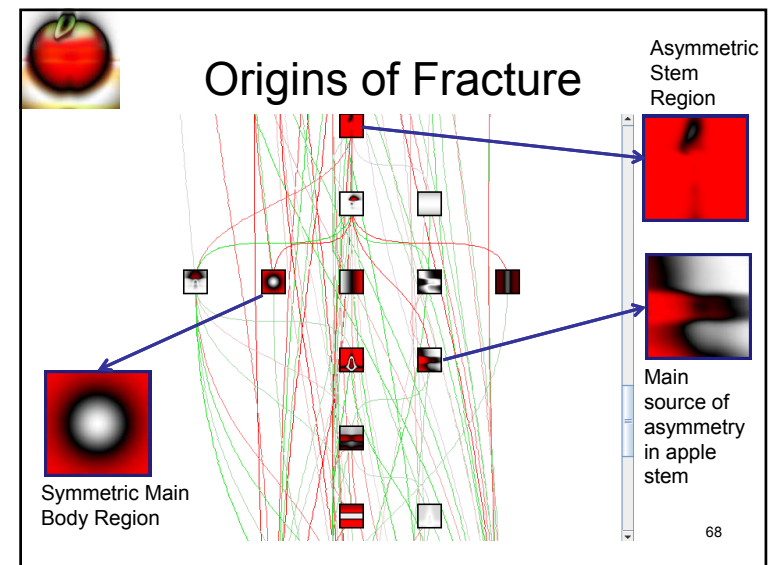 Origins of Fracture
Asymmetric
Stem
Region
Main
source of
asymmetry
in apple
stem
Symmetric Main
Body Region
68